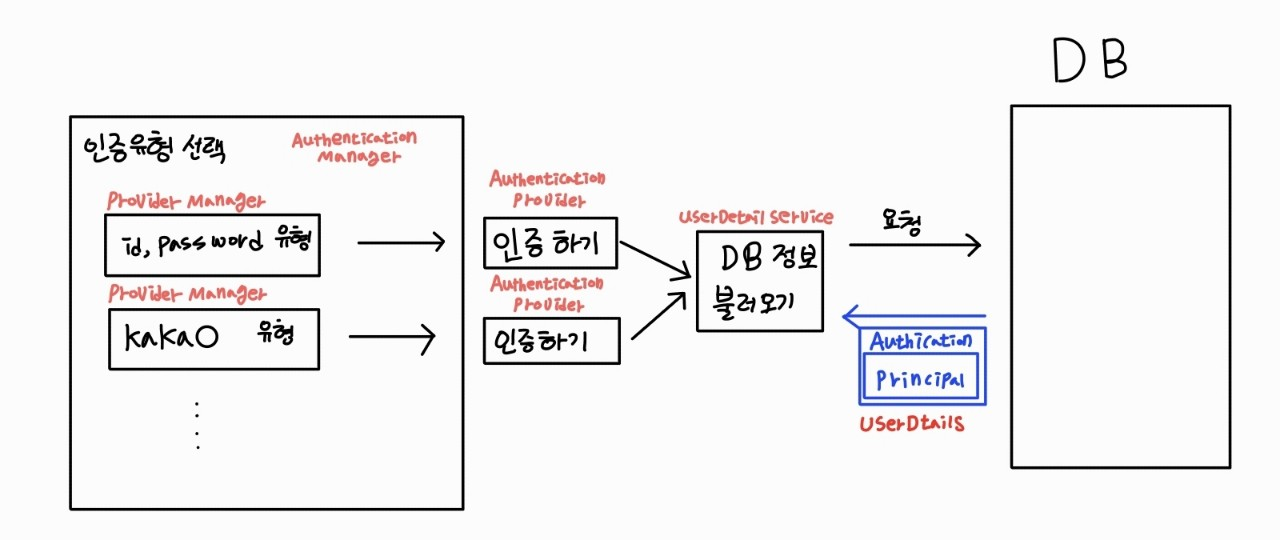 DB
인증유형 선택
Authentication
Manager
Provider Manager
id, password 유형
Provider Manager
kakao 유형
Authentication
Provider
인증하기
Authentication
Provider
인증하기
UserDetail Service
DB 정보
불러오기
요청
Authication
Principal
UserDtails